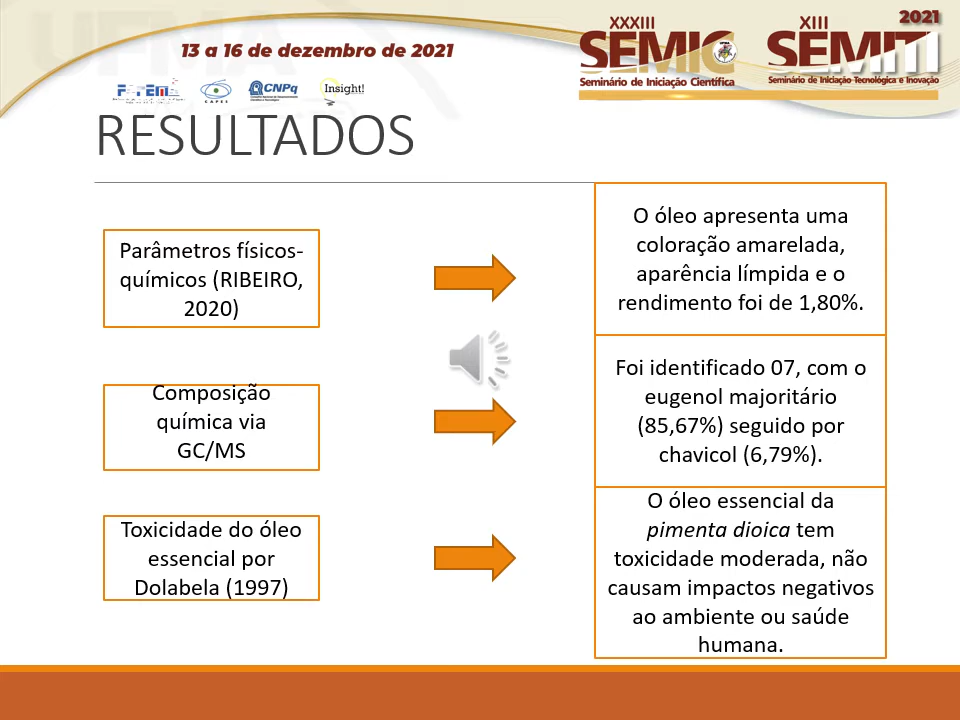 2021
XXXIII
XIII
13 a 16 de dezembro de 2021
SEMIC
SEMITI
Seminário de Iniciação Científica
Seminário de Iniciação Tecnológica e Inovação
CAPES
CNPq
Insight!
RESULTADOS
Parâmetros físicos-
químicos (RIBEIRO,
2020)
O óleo apresenta uma
coloração amarelada,
aparência límpida e o
rendimento foi de 1,80%.
Composição
química via
GC/MS
Foi identificado 07, com o
eugenol majoritário
(85,67%) seguido por
chavicol (6,79%).
Toxicidade do óleo
essencial por
Dolabela (1997)
O óleo essencial da
pimenta dioica tem
toxicidade moderada, não
causam impactos negativos
ao ambiente ou saúde
humana.